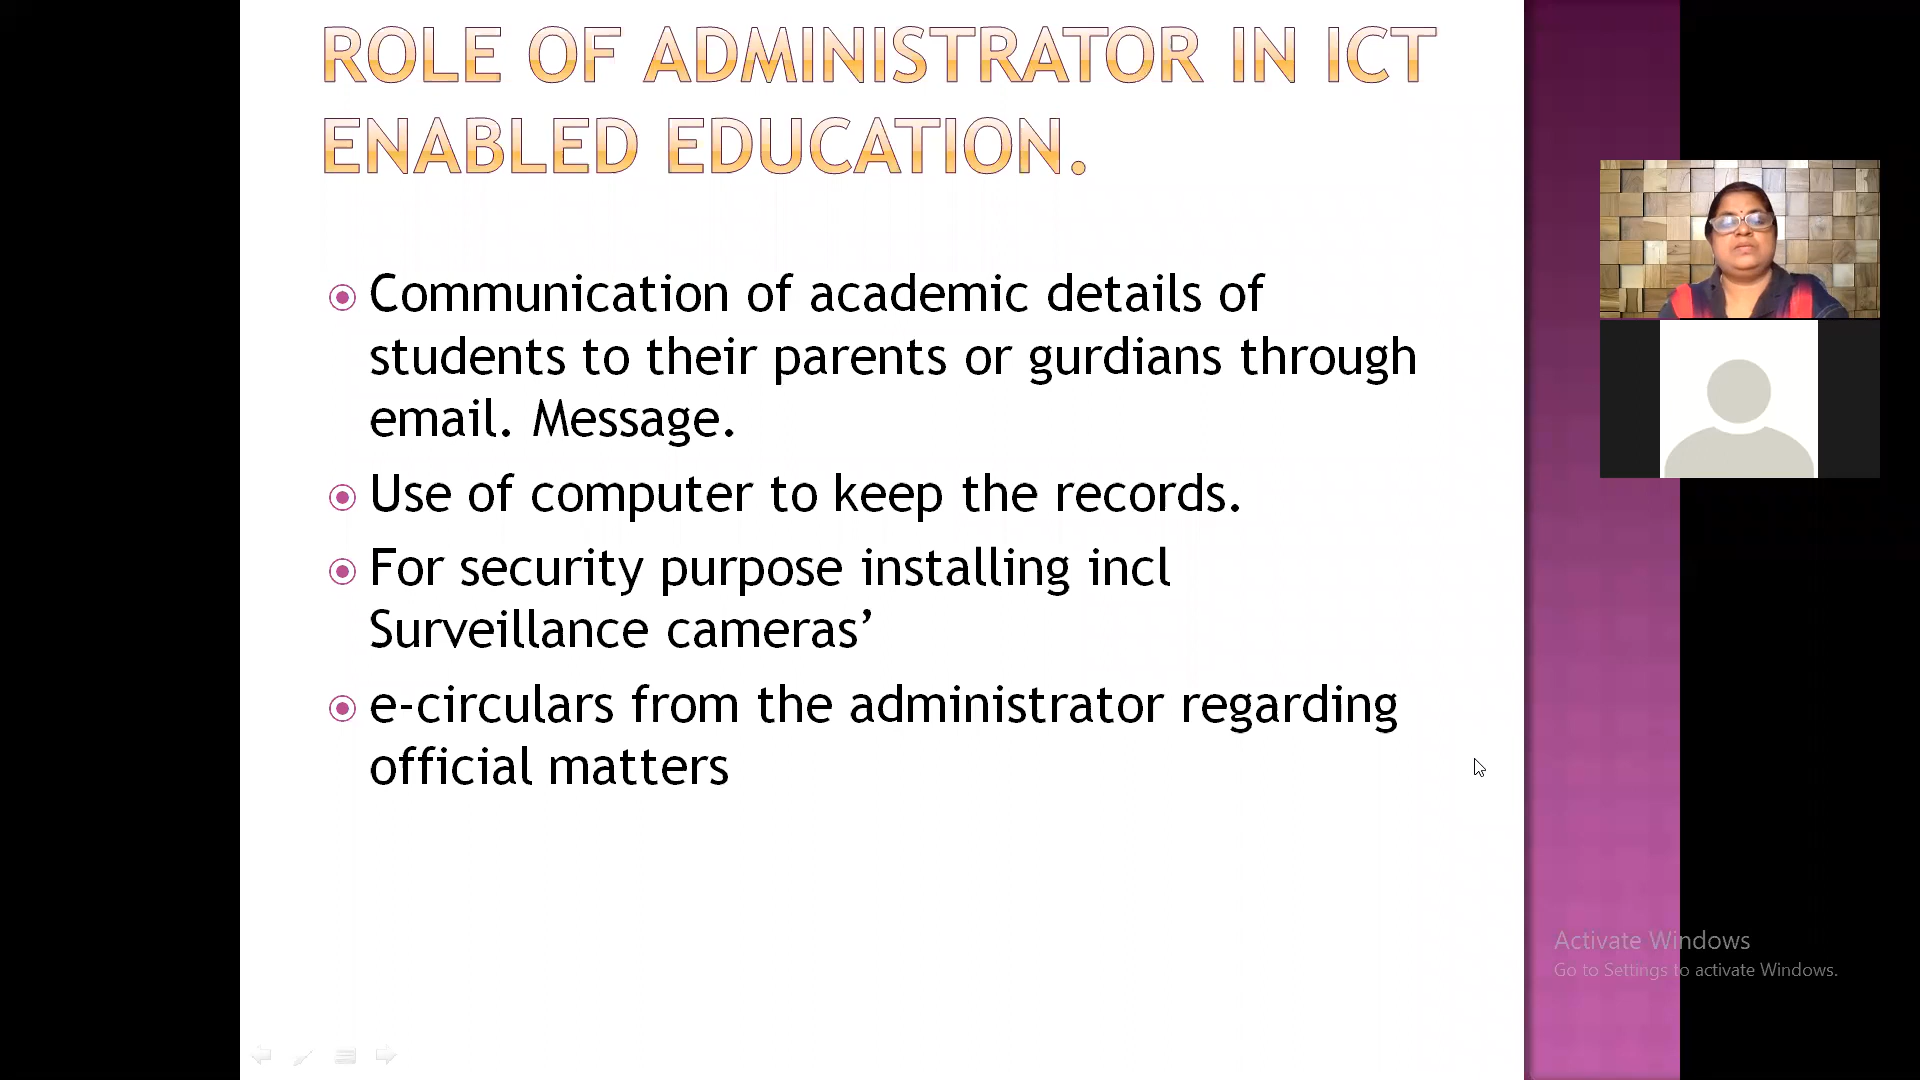 ROLE OF ADMINISTRATOR IN ICT
ENABLED EDUCATION.
Communication of academic details of
students to their parents or gurdians through
email. Message.
Use of computer to keep the records.
For security purpose installing incl
Surveillance cameras’
e-circulars from the administrator regarding
official matters
Activate Windows
Go to Settings to activate Windows.